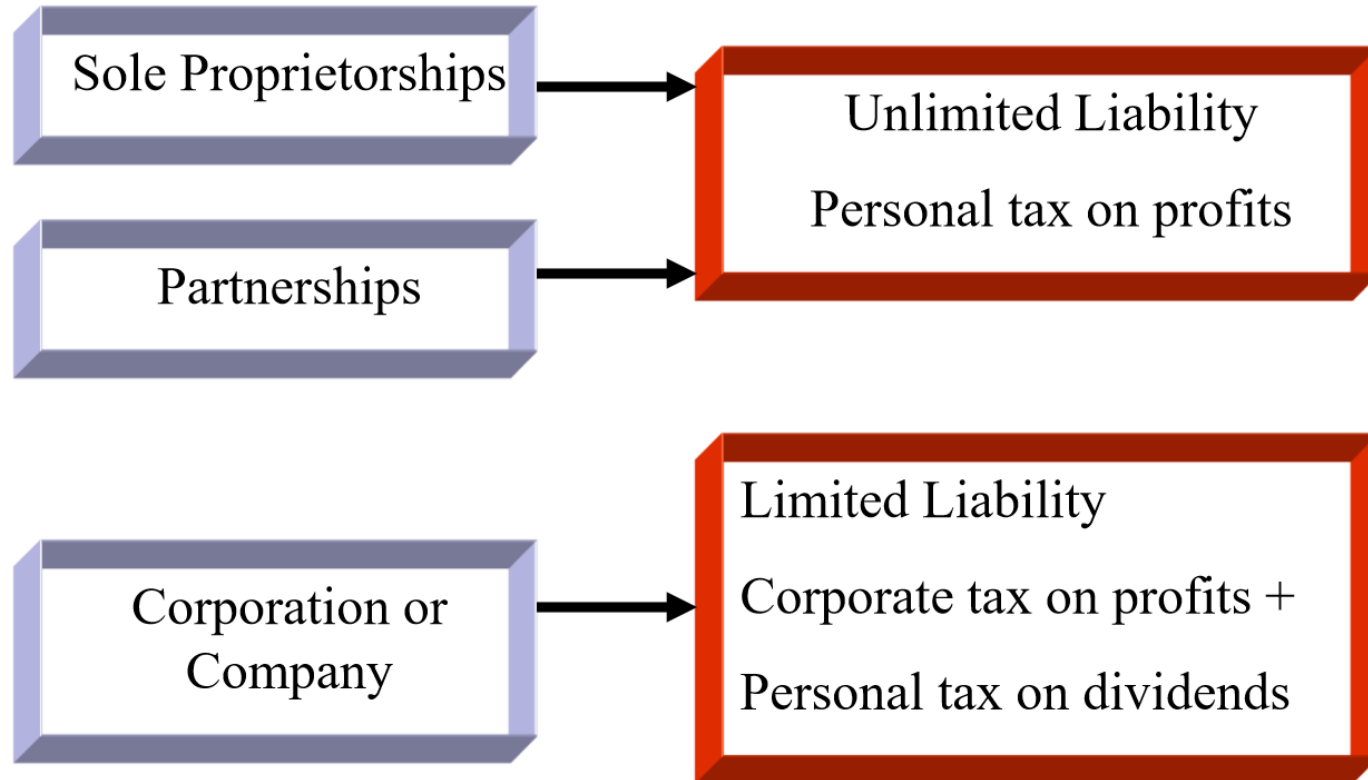 Sole Proprietorships
Unlimited Liability
Personal tax on profits
Partnerships
Corporation or
Company
Limited Liability
Corporate tax on profits +
Personal tax on dividends